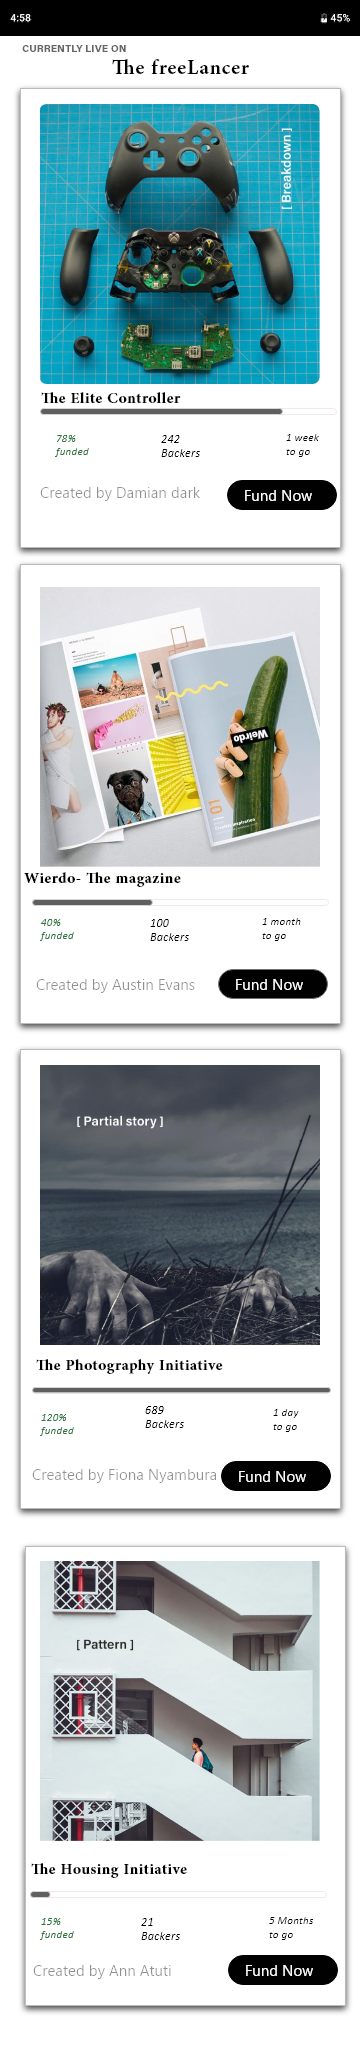 4:58
45%
CURRENTLY LIVE ON
The freeLancer
[ Breakdown ]
The Elite Controller
78%
funded
242
Backers
1 week
to go
Created by Damian dark
Fund Now
Weirdo
Wierdo- The magazine
40%
funded
100
Backers
1 month
to go
Created by Austin Evans
Fund Now
[ Partial story ]
The Photography Initiative
120%
funded
689
Backers
1 day
to go
Created by Fiona Nyambura
Fund Now
[ Pattern ]
The Housing Initiative
15%
funded
21
Backers
5 Months
to go
Created by Ann Atuti
Fund Now